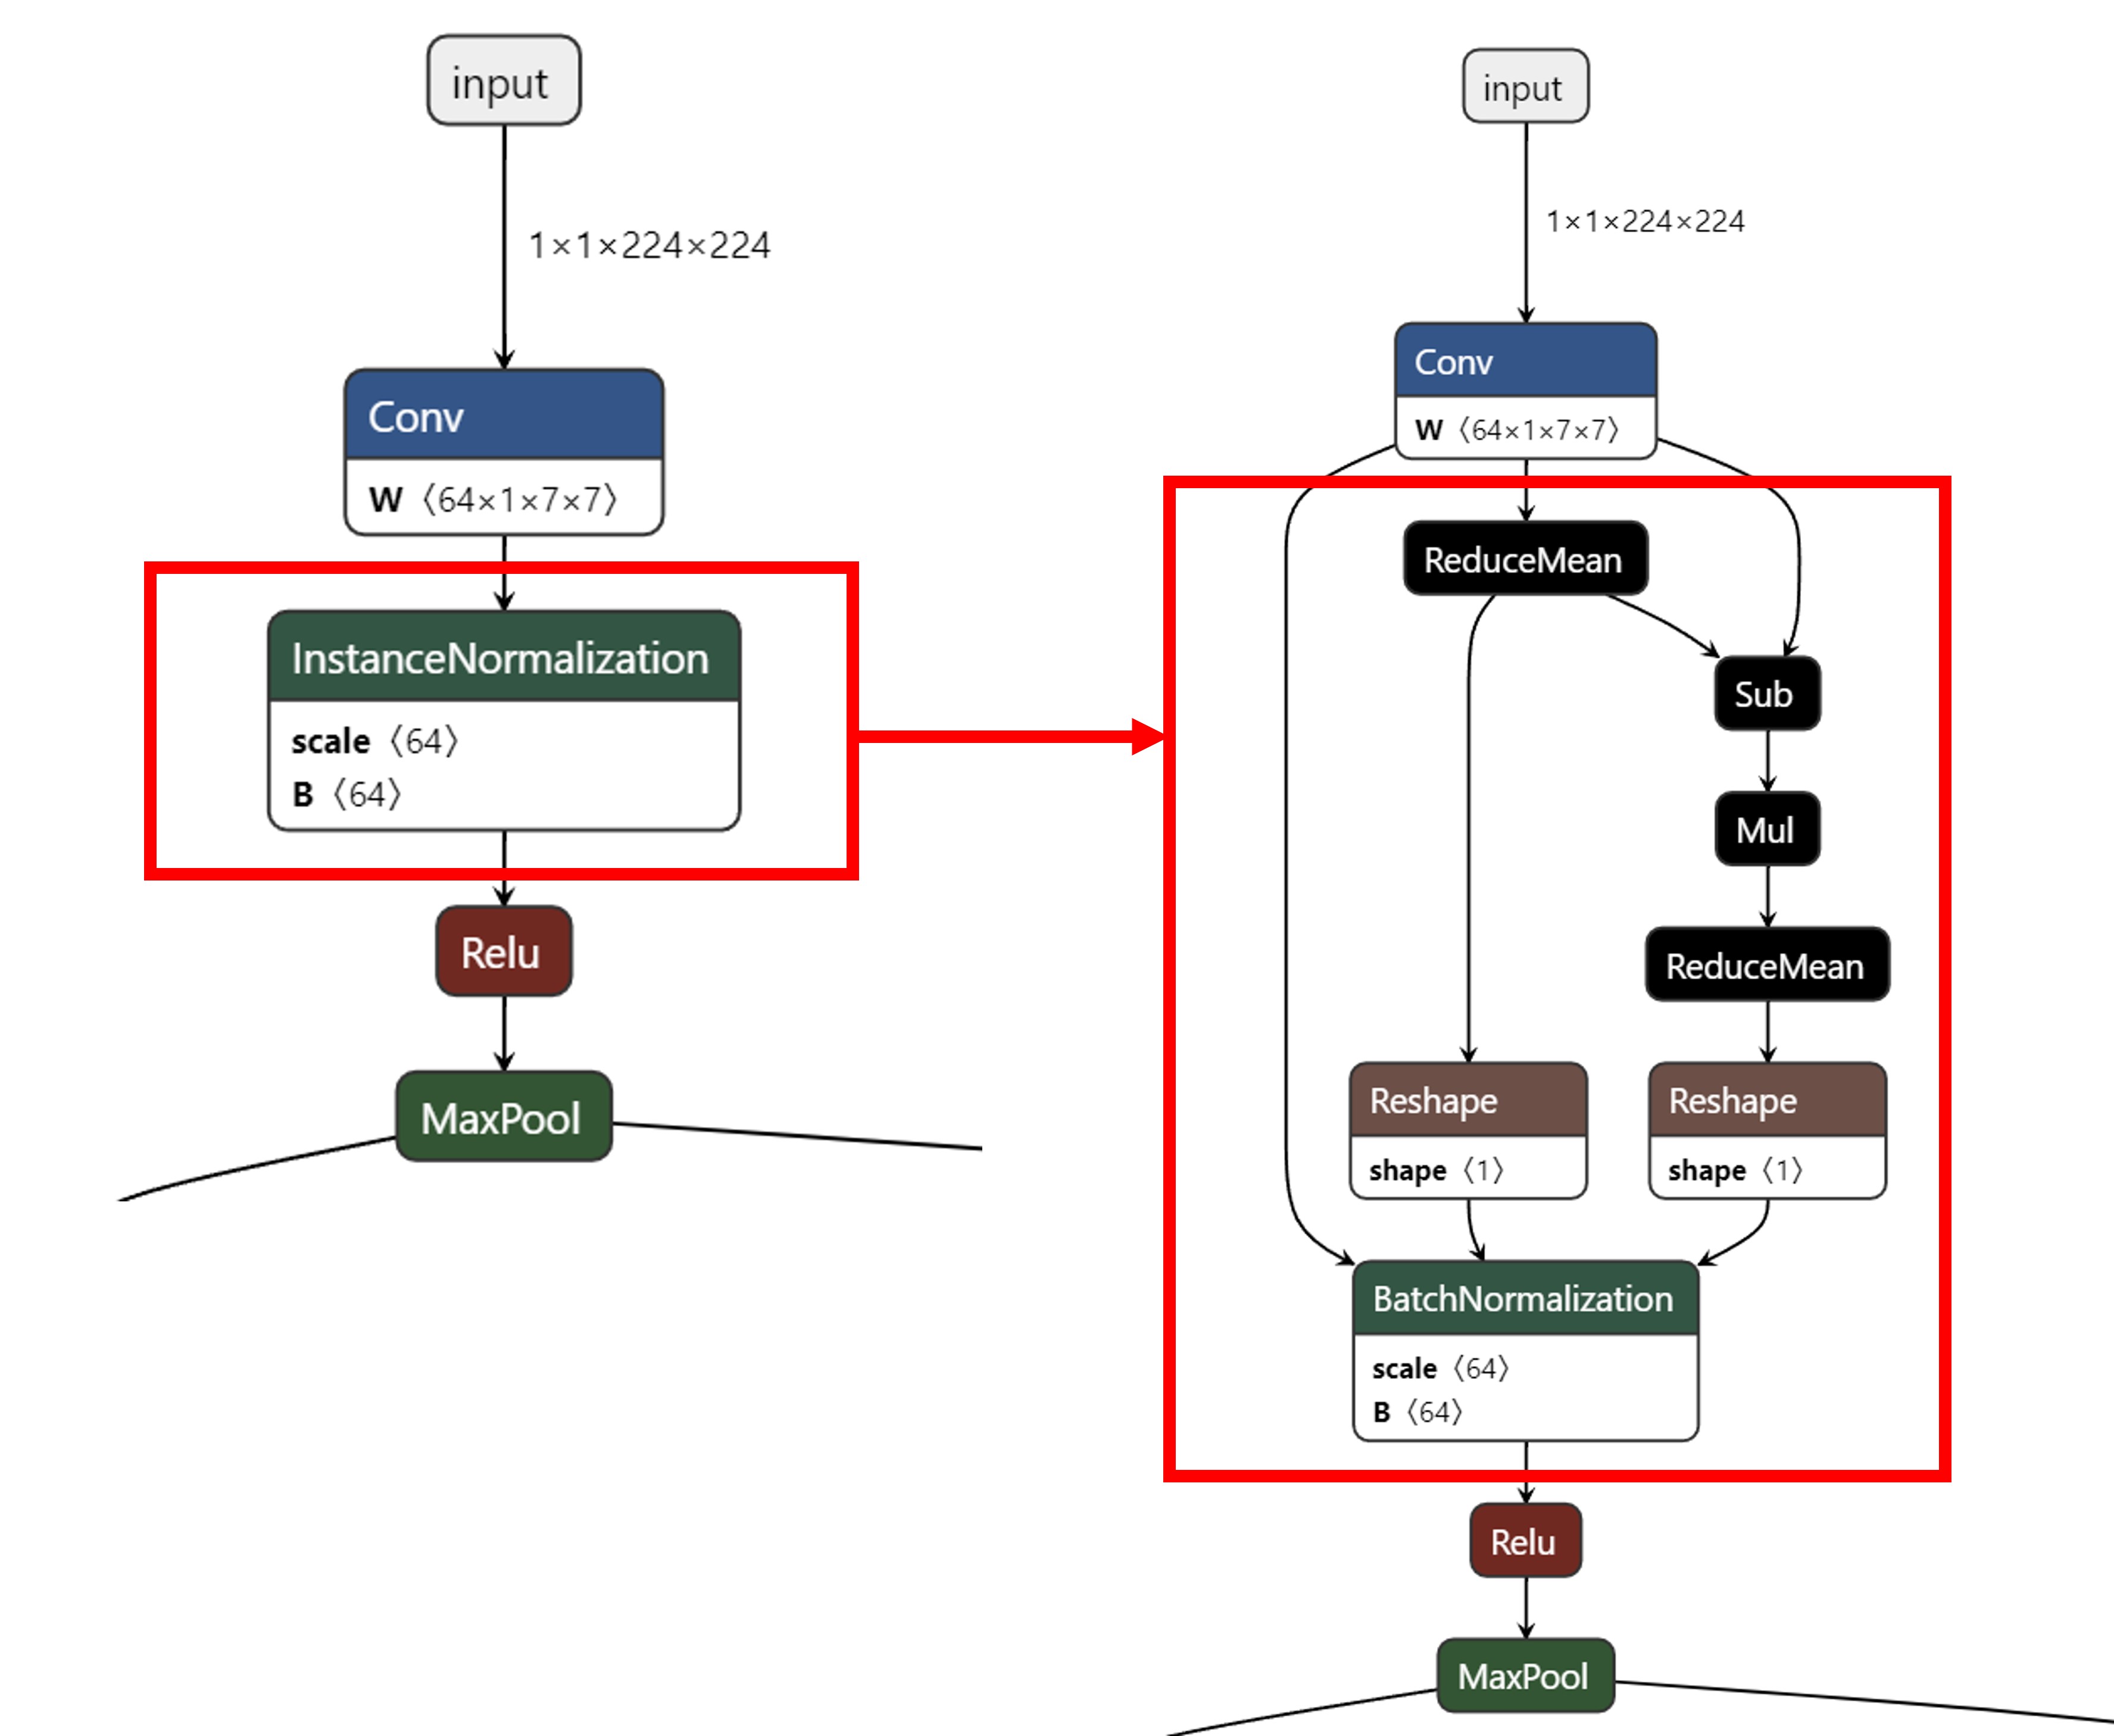 input
1×1×224×224
Conv
W 〈64×1×7×7〉
InstanceNormalization
scale 〈64〉
B 〈64〉
Relu
MaxPool
input
1×1×224×224
Conv
W 〈64×1×7×7〉
ReduceMean
Sub
Mul
ReduceMean
Reshape
shape 〈1〉
Reshape
shape 〈1〉
BatchNormalization
scale 〈64〉
B 〈64〉
Relu
MaxPool